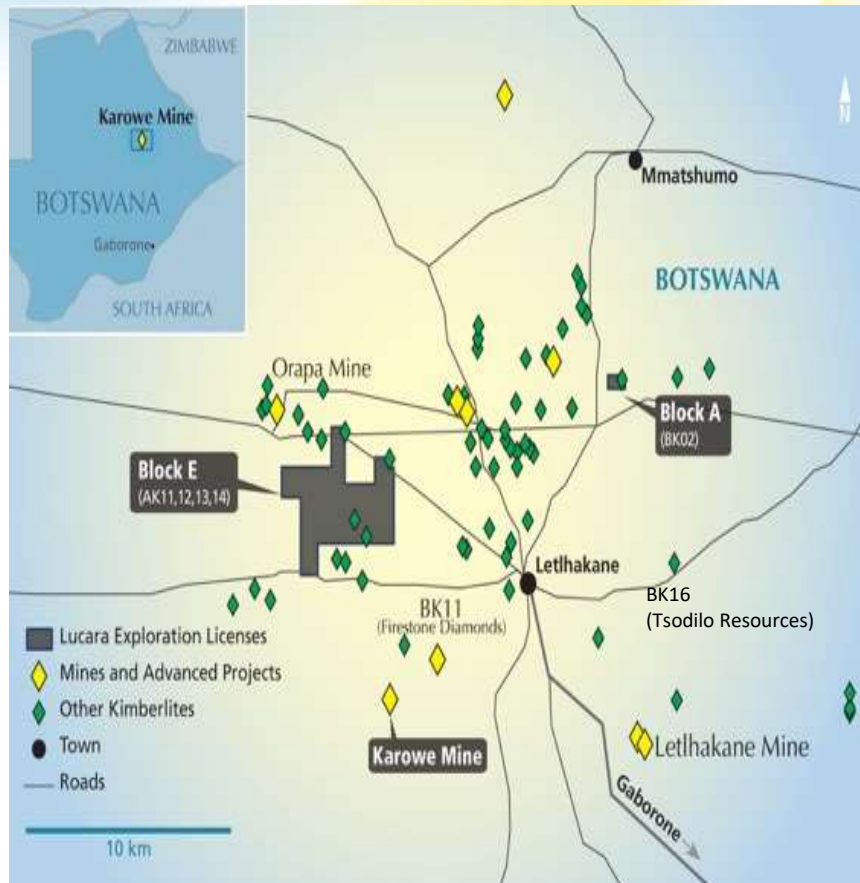 ZIMBABWE
Karowe Mine
BOTSWANA
Gaborone
SOUTH AFRICA
N
Mmatshumo
BOTSWANA
Orapa Mine
Block A
(BK02)
Block E
(AK11,12,13,14)
Letlhakane
BK16
(Tsodilo Resources)
BK11
(Firestone Diamonds)
Lucara Exploration Licenses
Mines and Advanced Projects
Other Kimberlites
Town
Roads
Karowe Mine
Letlhakane Mine
Gaborone
10 km